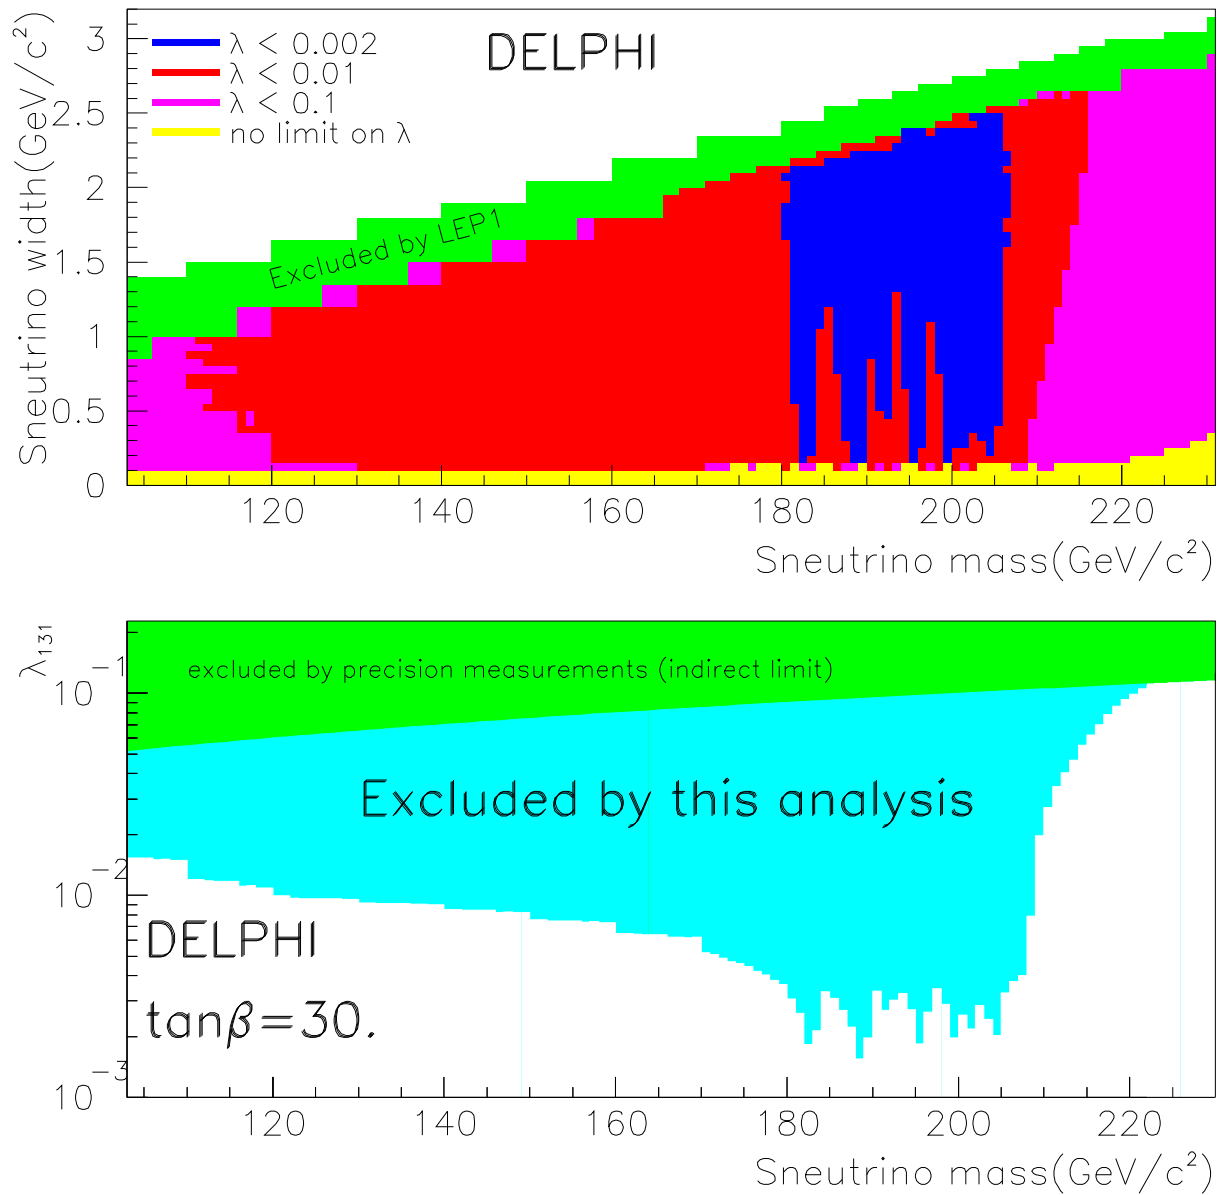 Sneutrino width(GeV/c²)
3
2.5
2
1.5
1
0.5
0
λ < 0.002
λ < 0.01
λ < 0.1
no limit on λ
DELPHI
Excluded by LEP1
120 140 160 180 200 220
Sneutrino mass(GeV/c²)
λ₁₃₁
10⁻¹
10⁻²
10⁻³
excluded by precision measurements (indirect limit)
Excluded by this analysis
DELPHI
tanβ=30.
120 140 160 180 200 220
Sneutrino mass(GeV/c²)